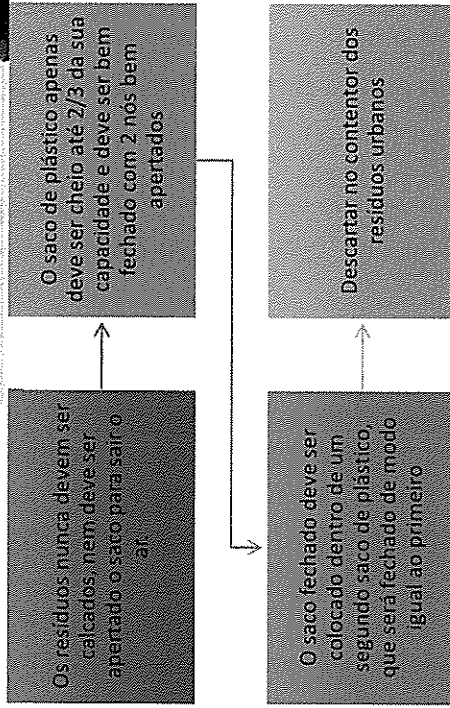 Os resíduos nunca devem ser
calcados, nem deve ser
apertado o saco para sair o
ar.
O saco de plástico apenas
deve ser cheio até 2/3 da sua
capacidade e deve ser bem
fechado com 2 nós bem
apertados
O saco fechado deve ser
colocado dentro de um
segundo saco de plástico,
que será fechado de modo
igual ao primeiro
Descartar no contentor dos
resíduos urbanos